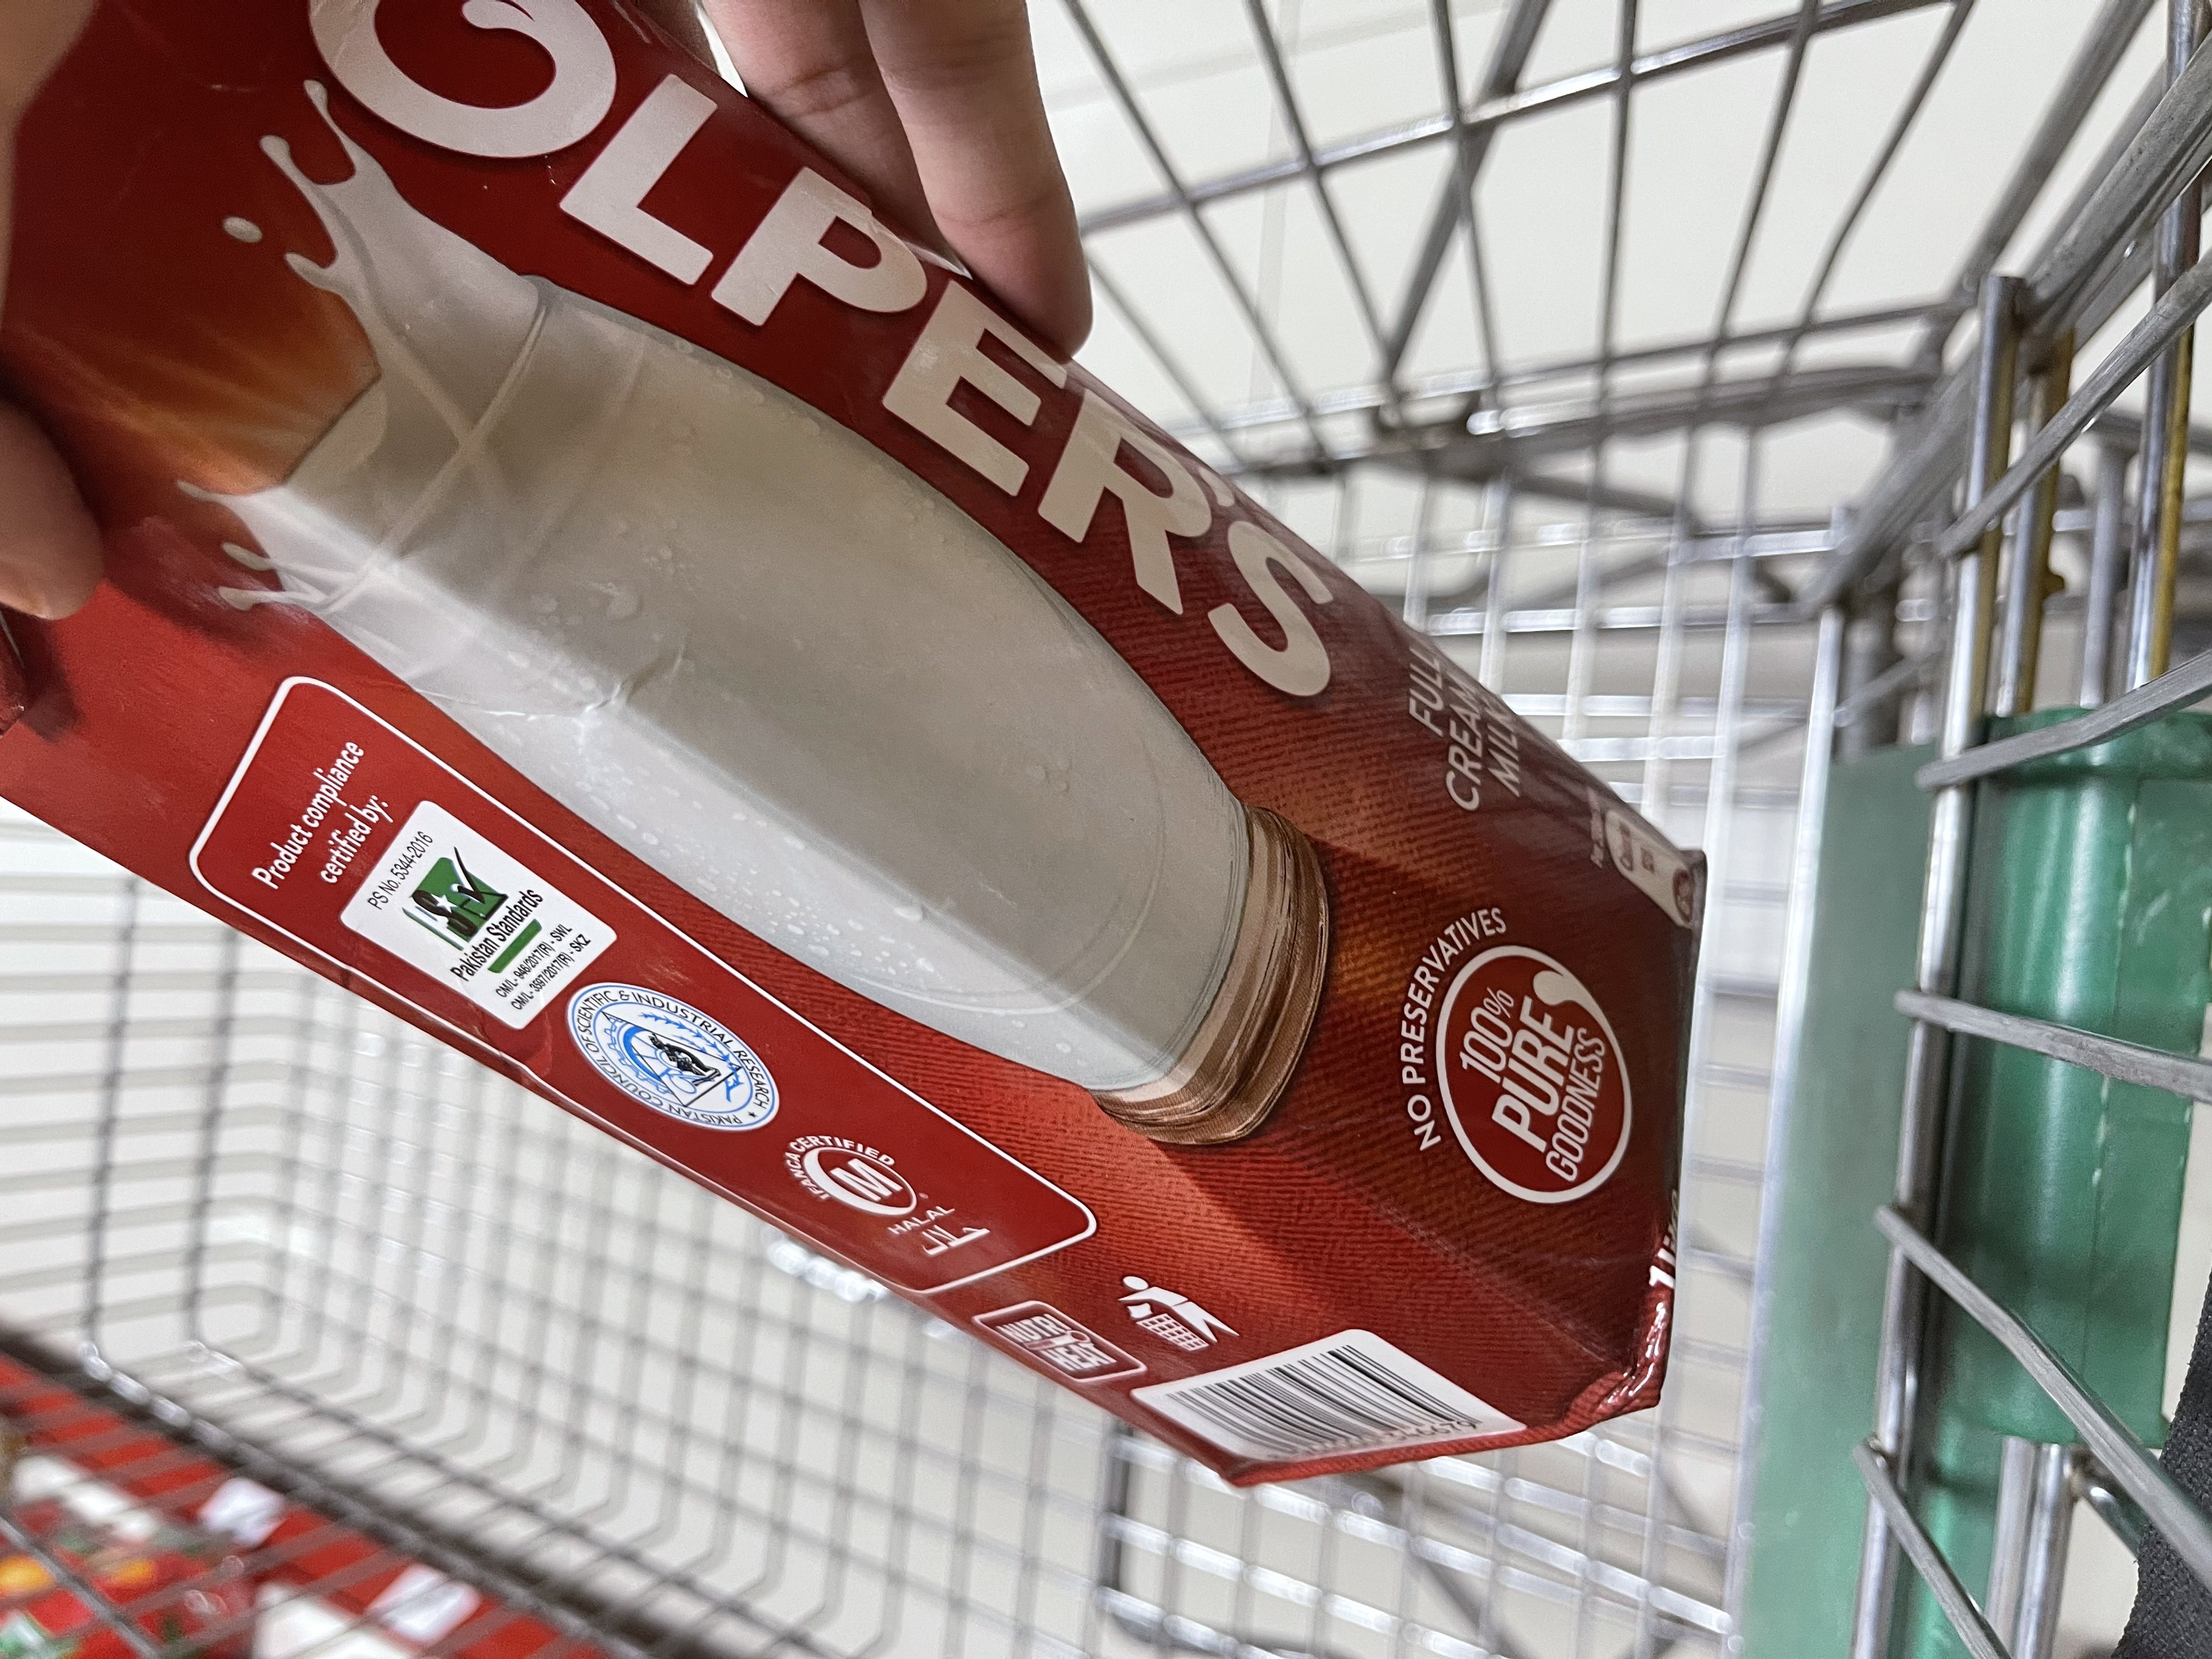 Product compliance
certified by:
PS No. 5344-2016
Pakistan Standards
CM/L- 946/2017(R) - SWL
CM/L- 3597/2017(R) - SKZ
PAKISTAN COUNCIL OF SCIENTIFIC & INDUSTRIAL RESEARCH
IFANCA CERTIFIED
M
HALAL
حلال
OLPERS
FULL
CREAM
MILK
NO PRESERVATIVES
100%
PURE
GOODNESS